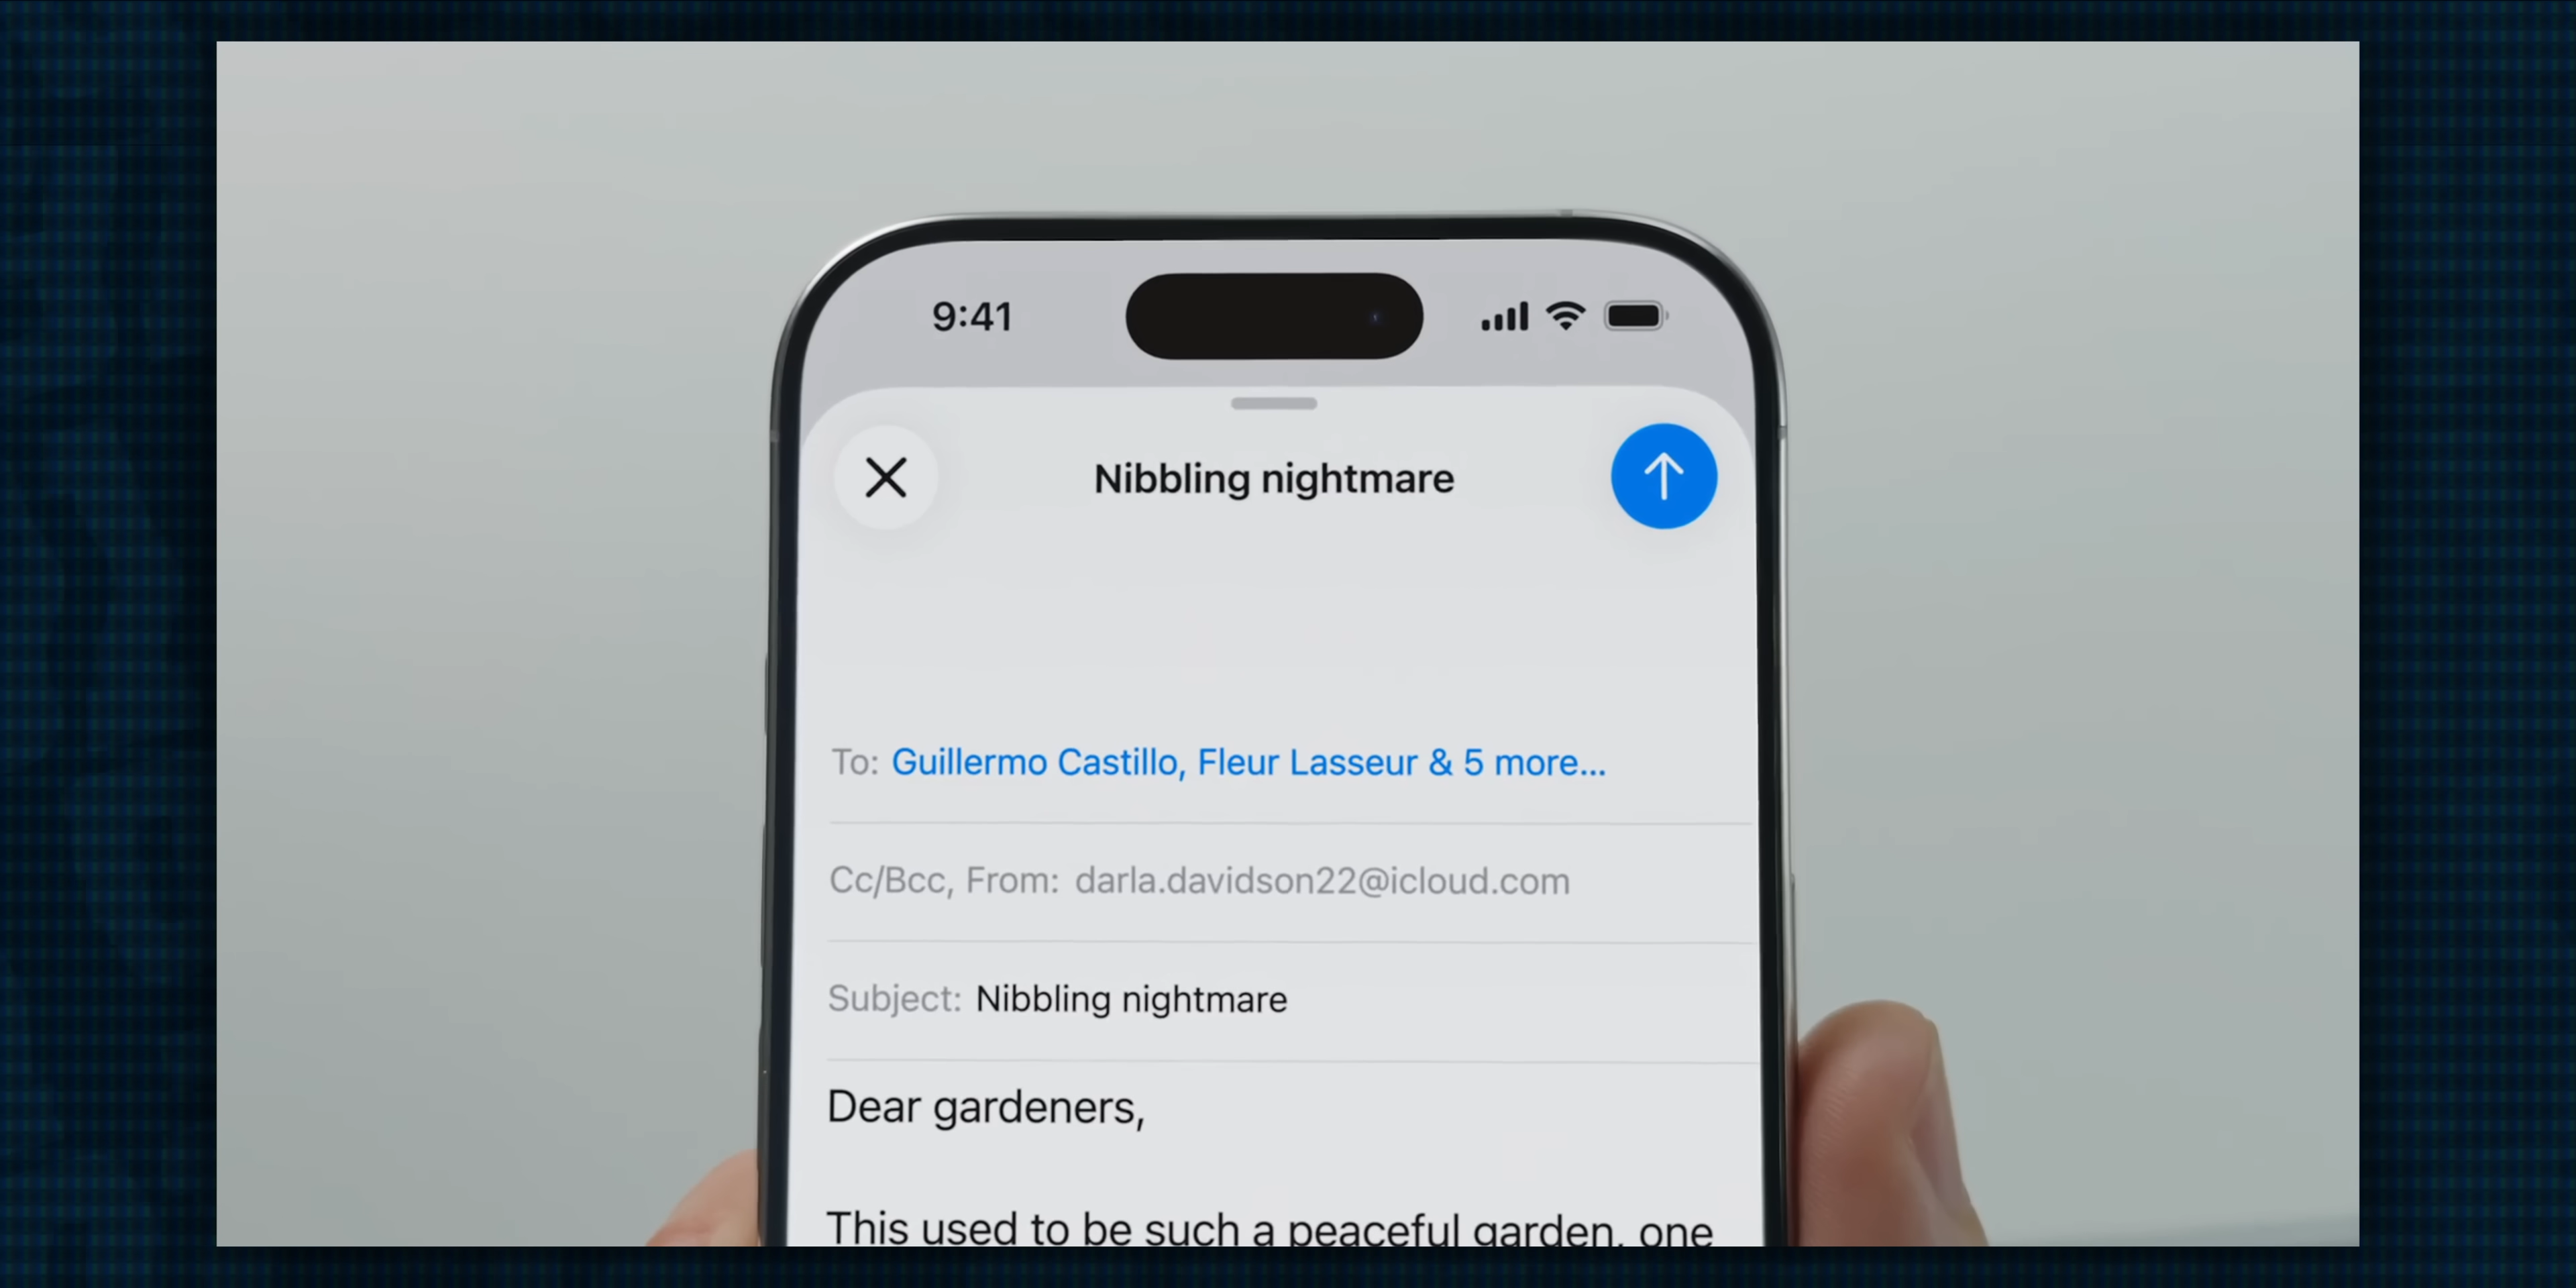 9:41
Nibbling nightmare
To: Guillermo Castillo, Fleur Lasseur & 5 more...
Cc/Bcc, From: darla.davidson22@icloud.com
Subject: Nibbling nightmare
Dear gardeners,
This used to be such a peaceful garden, one